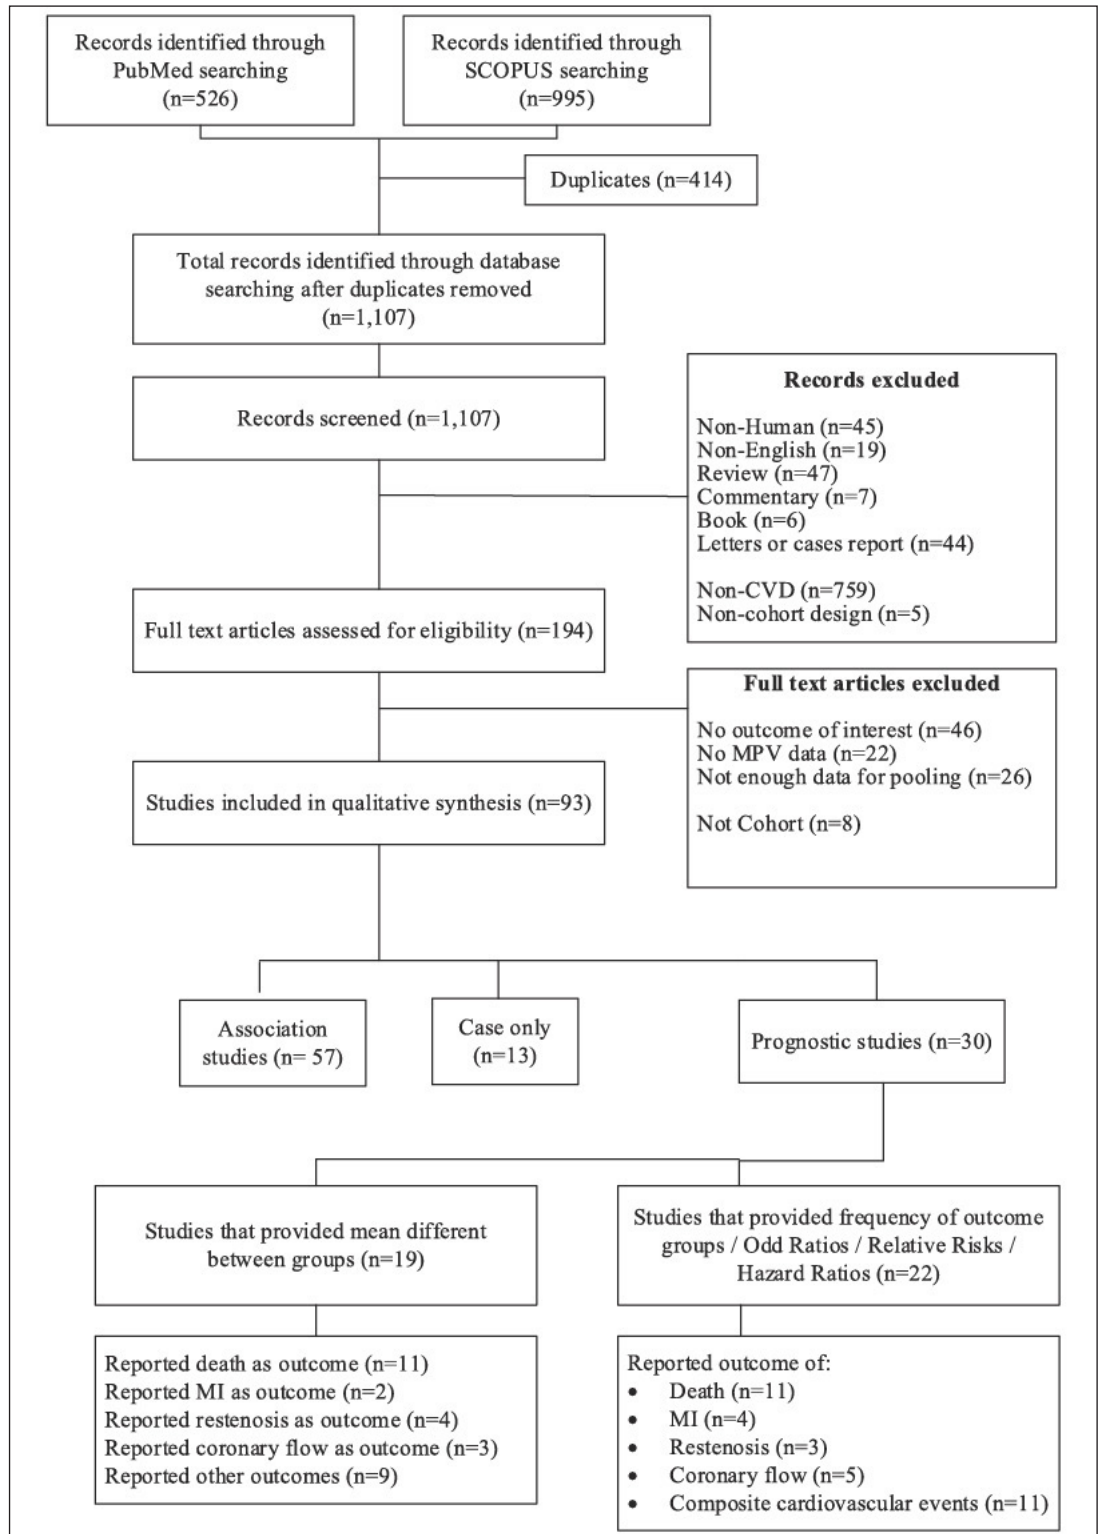 Records identified through
PubMed searching
(n=526)
Records identified through
SCOPUS searching
(n=995)
Duplicates (n=414)
Total records identified through database
searching after duplicates removed
(n=1,107)
Records screened (n=1,107)
Records excluded
Non-Human (n=45)
Non-English (n=19)
Review (n=47)
Commentary (n=7)
Book (n=6)
Letters or cases report (n=44)
Non-CVD (n=759)
Non-cohort design (n=5)
Full text articles assessed for eligibility (n=194)
Full text articles excluded
No outcome of interest (n=46)
No MPV data (n=22)
Not enough data for pooling (n=26)
Not Cohort (n=8)
Studies included in qualitative synthesis (n=93)
Association
studies (n= 57)
Case only
(n=13)
Prognostic studies (n=30)
Studies that provided mean different
between groups (n=19)
Studies that provided frequency of outcome
groups / Odd Ratios / Relative Risks /
Hazard Ratios (n=22)
Reported death as outcome (n=11)
Reported MI as outcome (n=2)
Reported restenosis as outcome (n=4)
Reported coronary flow as outcome (n=3)
Reported other outcomes (n=9)
Reported outcome of:
• Death (n=11)
• MI (n=4)
• Restenosis (n=3)
• Coronary flow (n=5)
• Composite cardiovascular events (n=11)